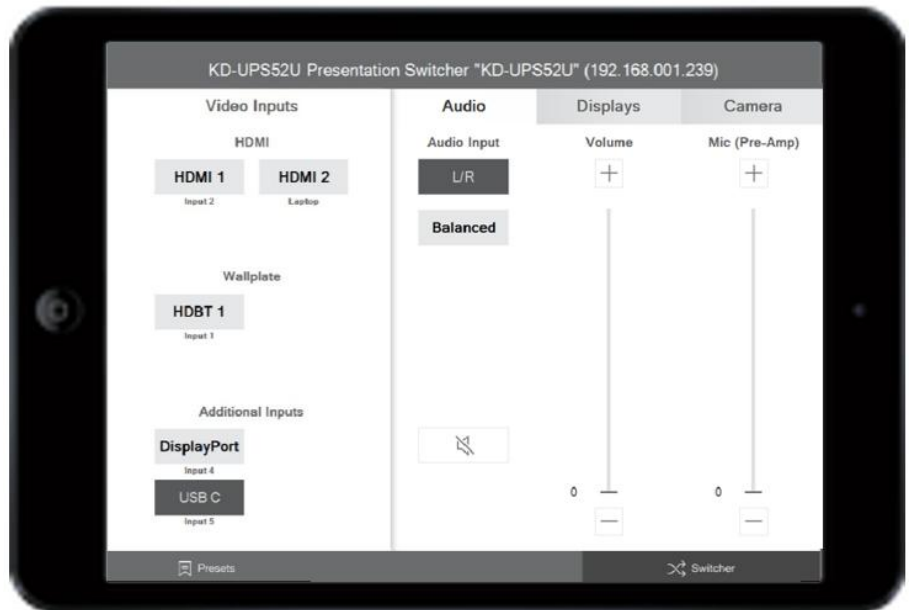 KD-UPS52U Presentation Switcher "KD-UPS52U" (192.168.001.239)
Video Inputs
HDMI
HDMI 1 HDMI 2
Input 2 Laptop
Wallplate
HDBT 1
Input 1
Additional Inputs
DisplayPort
Input 4
USB C
Input 5
Audio Displays Camera
Audio Input Volume Mic (Pre-Amp)
L/R + +
Balanced
0 0
Presets Switcher